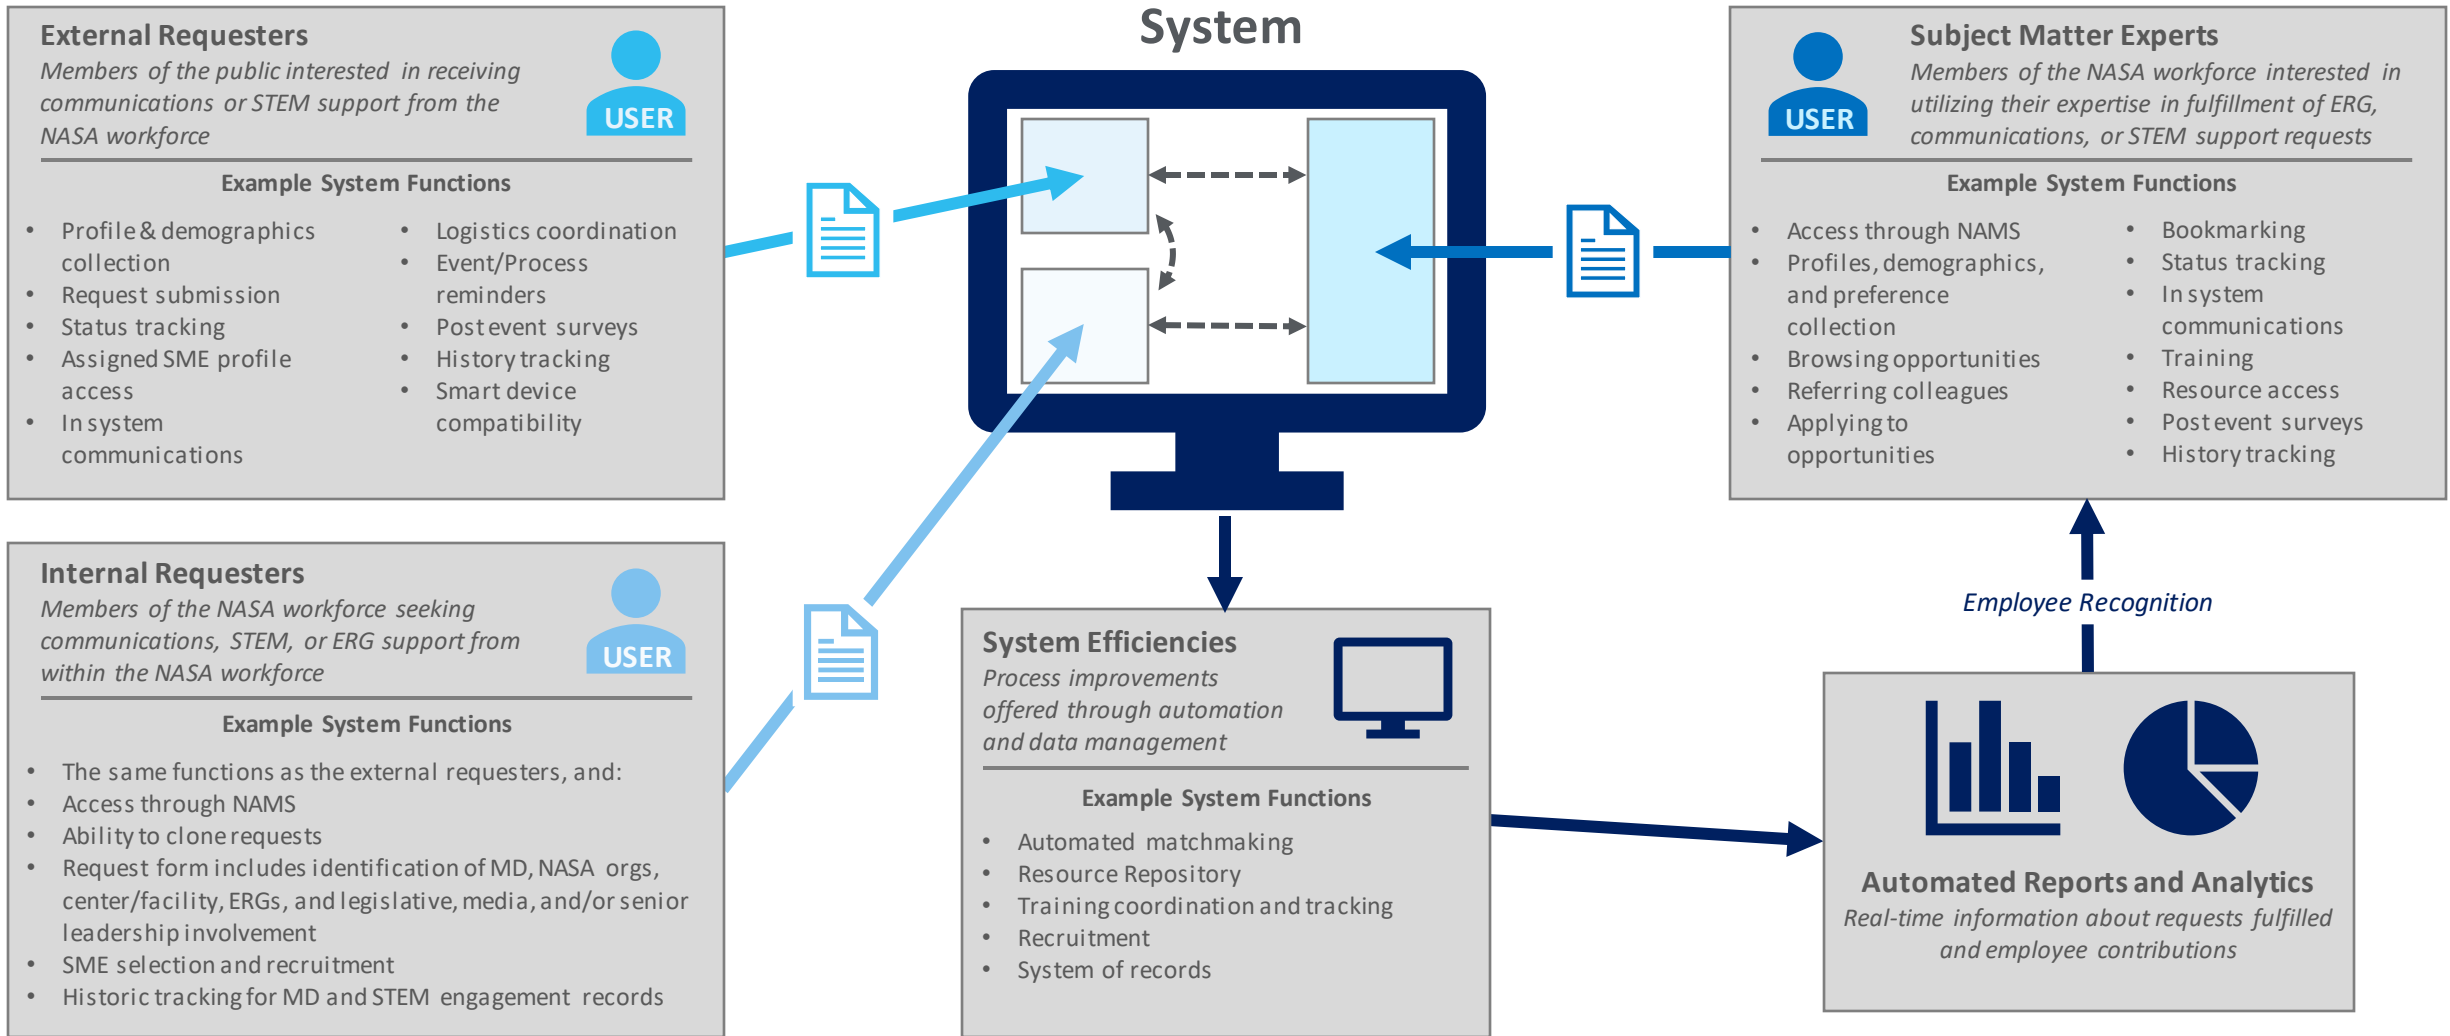 System
External Requesters
Members of the public interested in receiving
communications or STEM support from the
NASA workforce
USER
Example System Functions
• Profile & demographics
collection
• Request submission
• Status tracking
• Assigned SME profile
access
• In system
communications
• Logistics coordination
• Event/Process
reminders
• Post event surveys
• History tracking
• Smart device
compatibility
Subject Matter Experts
Members of the NASA workforce interested in
utilizing their expertise in fulfillment of ERG,
communications, or STEM support requests
USER
Example System Functions
• Access through NAMS
• Profiles, demographics,
and preference
collection
• Browsing opportunities
• Referring colleagues
• Applying to
opportunities
• Bookmarking
• Status tracking
• In system
communications
• Training
• Resource access
• Post event surveys
• History tracking
Internal Requesters
Members of the NASA workforce seeking
communications, STEM, or ERG support from
within the NASA workforce
USER
Example System Functions
• The same functions as the external requesters, and:
• Access through NAMS
• Ability to clone requests
• Request form includes identification of MD, NASA orgs,
center/facility, ERGs, and legislative, media, and/or senior
leadership involvement
• SME selection and recruitment
• Historic tracking for MD and STEM engagement records
System Efficiencies
Process improvements
offered through automation
and data management
Example System Functions
• Automated matchmaking
• Resource Repository
• Training coordination and tracking
• Recruitment
• System of records
Employee Recognition
Automated Reports and Analytics
Real-time information about requests fulfilled
and employee contributions